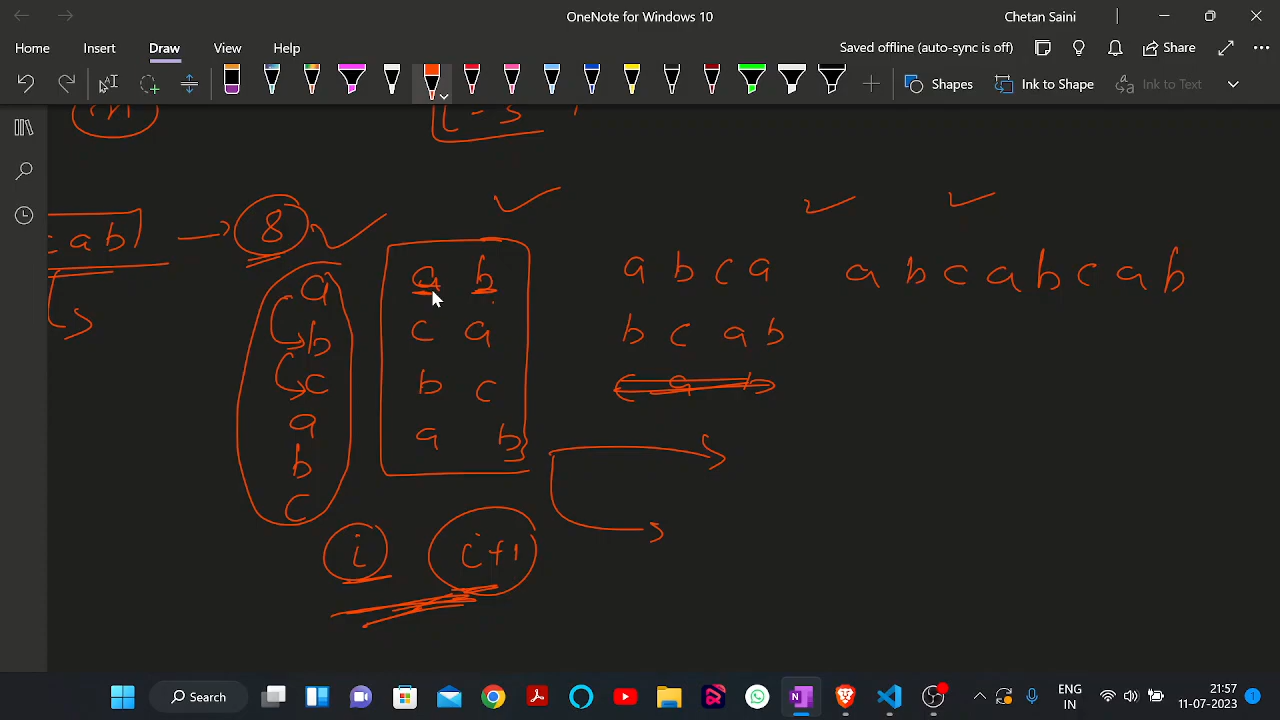 OneNote for Windows 10
Chetan Saini
Home Insert Draw View Help
Saved offline (auto-sync is off)
Share
Shapes
Ink to Shape
Ink to Text
c a b
8
a
b
c
a
b
c
a b
c a
b c
a b
a b c a
b c a b
c a b
a b c a b c a b
i
i+1
Search
ENG
IN
21:57
11-07-2023